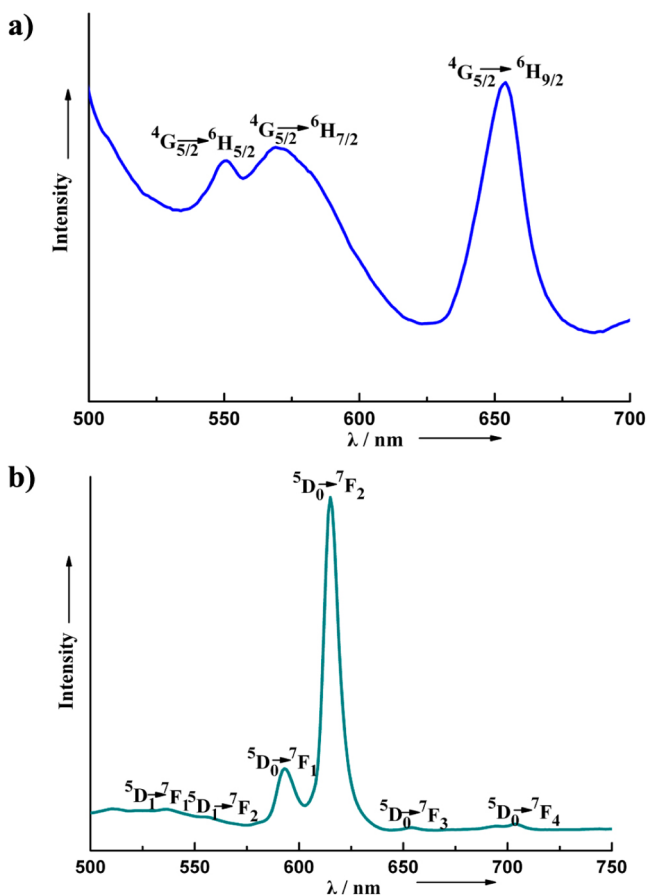 a)
⁴G₅/₂→⁶H₉/₂
⁴G₅/₂→⁶H₅/₂
⁴G₅/₂→⁶H₇/₂
Intensity
500 550 600 650 700
λ / nm
b)
⁵D₀→⁷F₂
Intensity
⁵D₀→⁷F₁
⁵D₁→⁷F₁ ⁵D₁→⁷F₂
⁵D₀→⁷F₃
⁵D₀→⁷F₄
500 550 600 650 700 750
λ / nm